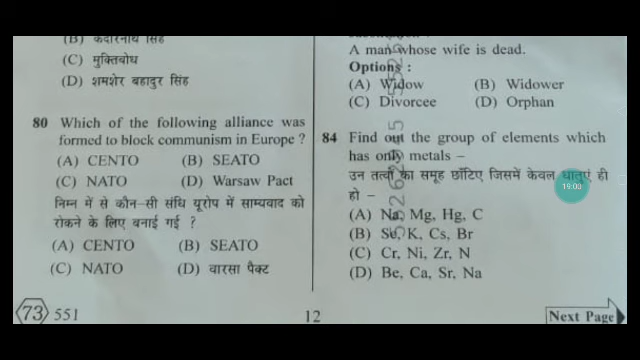 (B) केदारनाथ सिंह
(C) मुक्तिबोध
(D) शमशेर बहादुर सिंह
80 Which of the following alliance was
formed to block communism in Europe ?
(A) CENTO (B) SEATO
(C) NATO (D) Warsaw Pact
निम्न में से कौन-सी संधि यूरोप में साम्यवाद को
रोकने के लिए बनाई गई ?
(A) CENTO (B) SEATO
(C) NATO (D) वारसा पैक्ट
A man whose wife is dead.
Options :
(A) Widow (B) Widower
(C) Divorcee (D) Orphan
84 Find out the group of elements which
has only metals –
उन तत्वों का समूह छाँटिए जिसमें केवल धातुएं ही
हो –
(A) Na, Mg, Hg, C
(B) Se, K, Cs, Br
(C) Cr, Ni, Zr, N
(D) Be, Ca, Sr, Na
19:00
73 551
12
Next Page